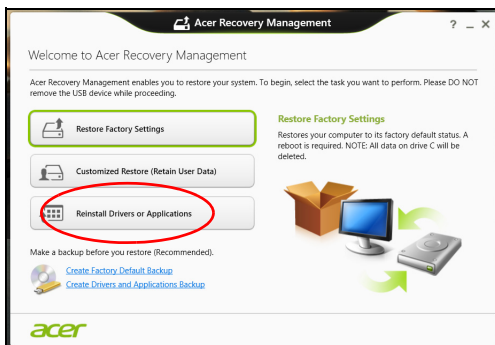 Acer Recovery Management
? _ ×
Welcome to Acer Recovery Management
Acer Recovery Management enables you to restore your system. To begin, select the task you want to perform. Please DO NOT
remove the USB device while proceeding.
Restore Factory Settings
Customized Restore (Retain User Data)
Reinstall Drivers or Applications
Restore Factory Settings
Restores your computer to its factory default status. A
reboot is required. NOTE: All data on drive C will be
deleted.
Make a backup before you restore (Recommended).
Create Factory Default Backup
Create Drivers and Applications Backup
acer